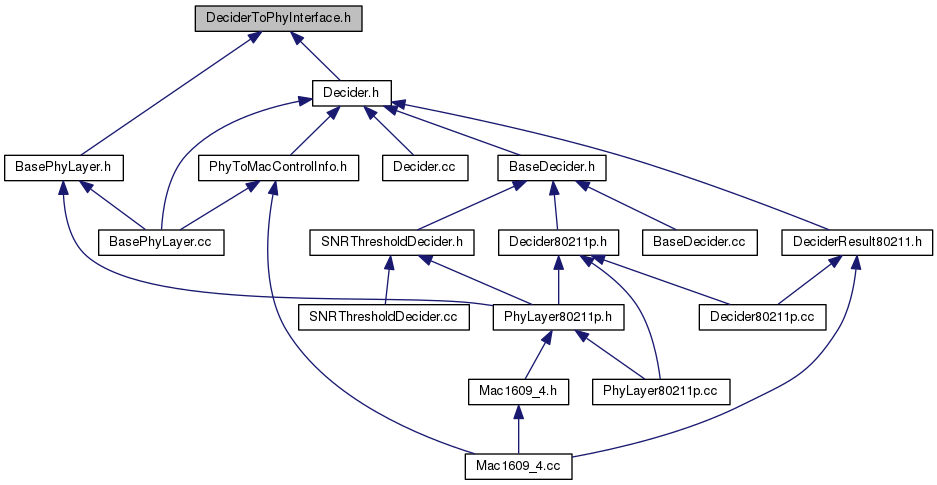 DeciderToPhyInterface.h
Decider.h
BasePhyLayer.h
PhyToMacControlInfo.h
Decider.cc
BaseDecider.h
BasePhyLayer.cc
SNRThresholdDecider.h
Decider80211p.h
BaseDecider.cc
DeciderResult80211.h
SNRThresholdDecider.cc
PhyLayer80211p.h
Decider80211p.cc
Mac1609_4.h
PhyLayer80211p.cc
Mac1609_4.cc